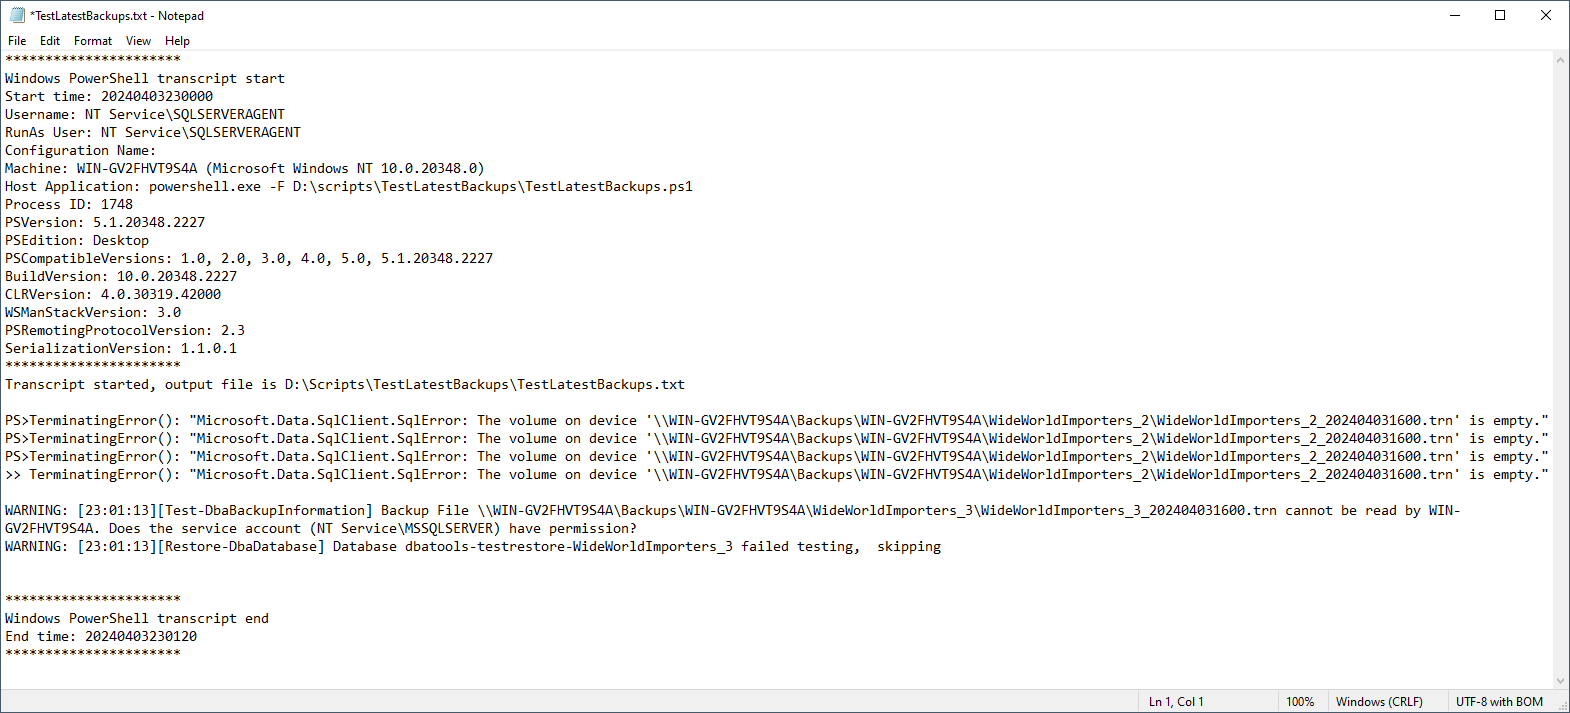 *TestLatestBackups.txt - Notepad
File Edit Format View Help
**********************
Windows PowerShell transcript start
Start time: 20240403230000
Username: NT Service\SQLSERVERAGENT
RunAs User: NT Service\SQLSERVERAGENT
Configuration Name:
Machine: WIN-GV2FHVT9S4A (Microsoft Windows NT 10.0.20348.0)
Host Application: powershell.exe -F D:\scripts\TestLatestBackups\TestLatestBackups.ps1
Process ID: 1748
PSVersion: 5.1.20348.2227
PSEdition: Desktop
PSCompatibleVersions: 1.0, 2.0, 3.0, 4.0, 5.0, 5.1.20348.2227
BuildVersion: 10.0.20348.2227
CLRVersion: 4.0.30319.42000
WSManStackVersion: 3.0
PSRemotingProtocolVersion: 2.3
SerializationVersion: 1.1.0.1
**********************
Transcript started, output file is D:\Scripts\TestLatestBackups\TestLatestBackups.txt
PS>TerminatingError(): "Microsoft.Data.SqlClient.SqlError: The volume on device '\\WIN-GV2FHVT9S4A\Backups\WIN-GV2FHVT9S4A\WideWorldImporters_2\WideWorldImporters_2_202404031600.trn' is empty."
PS>TerminatingError(): "Microsoft.Data.SqlClient.SqlError: The volume on device '\\WIN-GV2FHVT9S4A\Backups\WIN-GV2FHVT9S4A\WideWorldImporters_2\WideWorldImporters_2_202404031600.trn' is empty."
PS>TerminatingError(): "Microsoft.Data.SqlClient.SqlError: The volume on device '\\WIN-GV2FHVT9S4A\Backups\WIN-GV2FHVT9S4A\WideWorldImporters_2\WideWorldImporters_2_202404031600.trn' is empty."
>> TerminatingError(): "Microsoft.Data.SqlClient.SqlError: The volume on device '\\WIN-GV2FHVT9S4A\Backups\WIN-GV2FHVT9S4A\WideWorldImporters_2\WideWorldImporters_2_202404031600.trn' is empty."
WARNING: [23:01:13][Test-DbaBackupInformation] Backup File \\WIN-GV2FHVT9S4A\Backups\WIN-GV2FHVT9S4A\WideWorldImporters_3\WideWorldImporters_3_202404031600.trn cannot be read by WIN-
GV2FHVT9S4A. Does the service account (NT Service\MSSQLSERVER) have permission?
WARNING: [23:01:13][Restore-DbaDatabase] Database dbatools-testrestore-WideWorldImporters_3 failed testing,  skipping
**********************
Windows PowerShell transcript end
End time: 20240403230120
**********************
Ln 1, Col 1 100% Windows (CRLF) UTF-8 with BOM